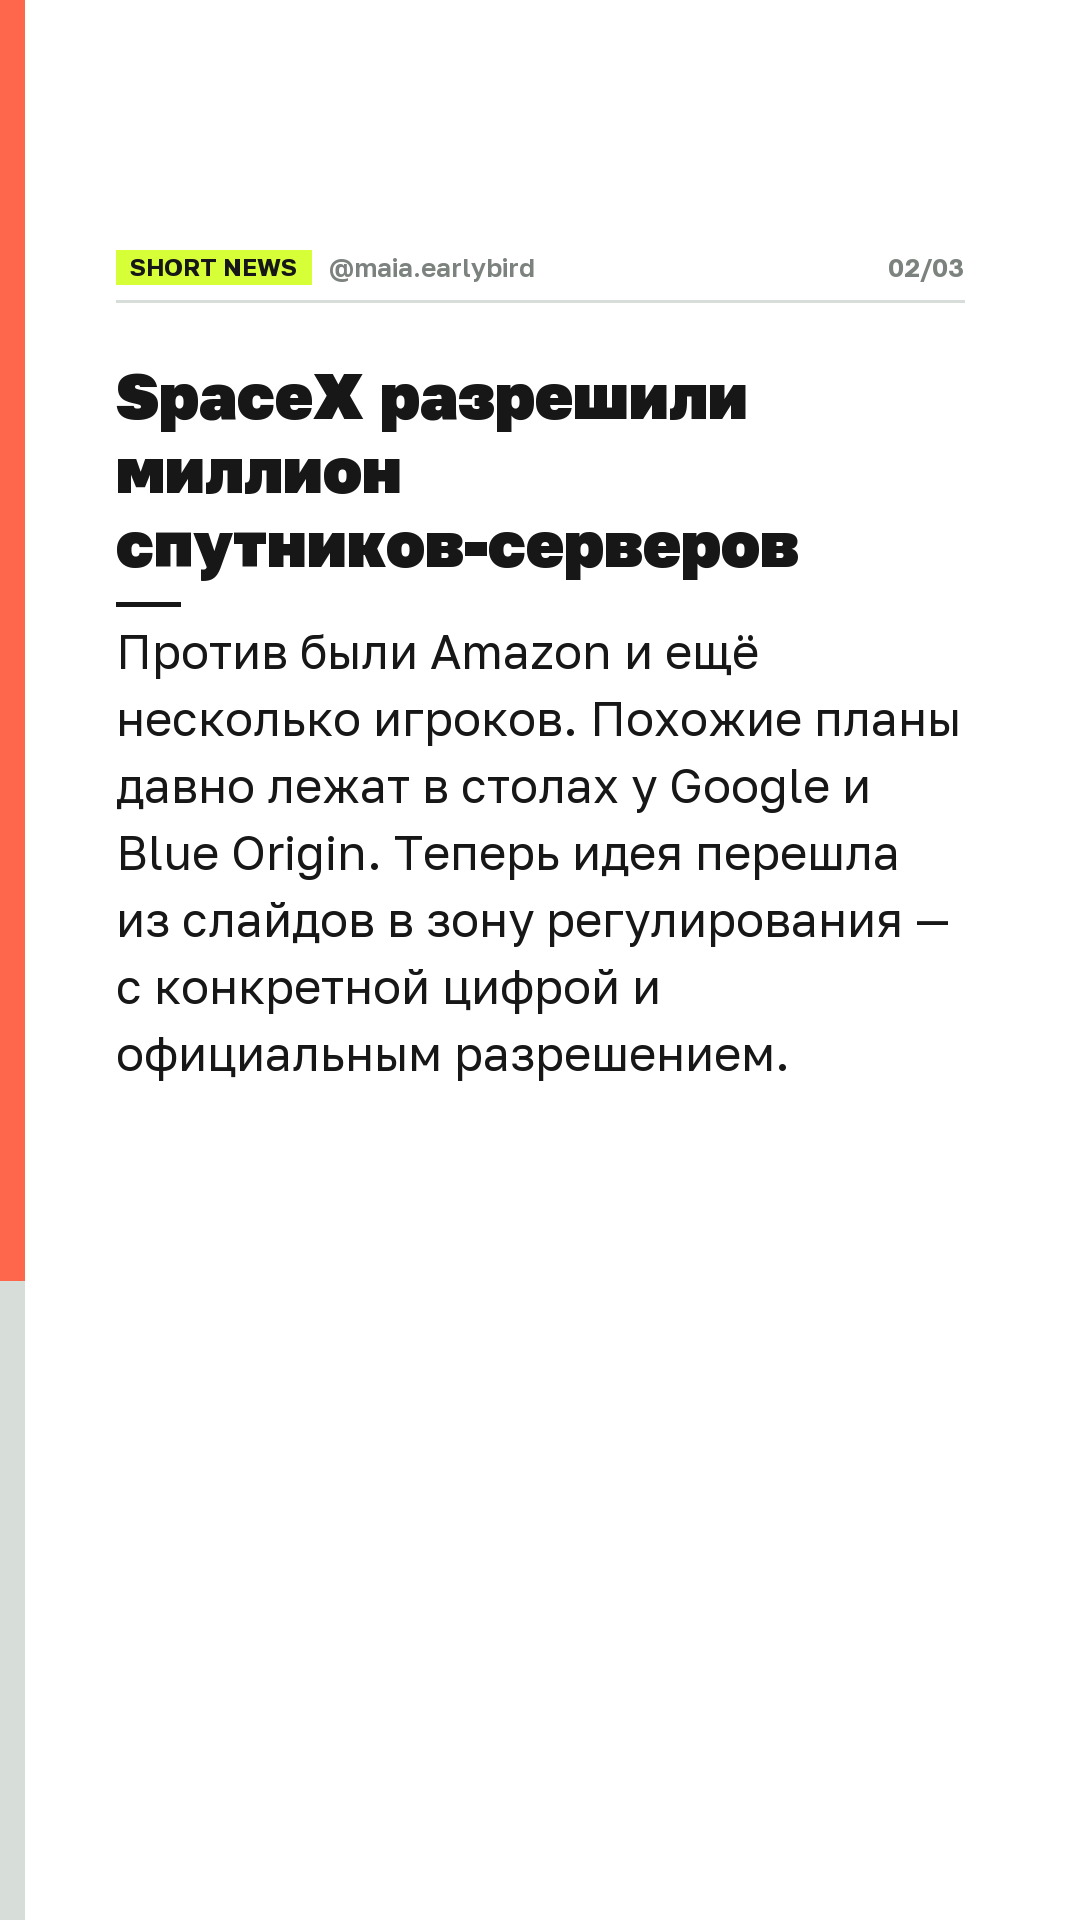 SHORT NEWS @maia.earlybird 02/03
SpaceX разрешили
миллион
спутников-серверов
Против были Amazon и ещё
несколько игроков. Похожие планы
давно лежат в столах у Google и
Blue Origin. Теперь идея перешла
из слайдов в зону регулирования —
с конкретной цифрой и
официальным разрешением.